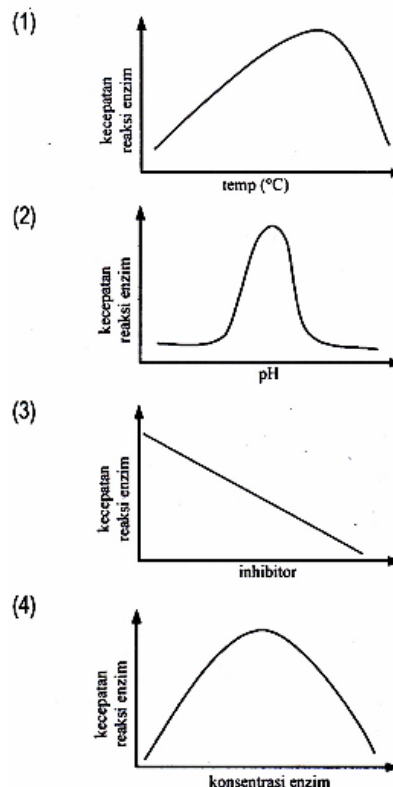 (1)
kecepatan
reaksi enzim
temp (°C)
(2)
kecepatan
reaksi enzim
pH
(3)
kecepatan
reaksi enzim
inhibitor
(4)
kecepatan
reaksi enzim
konsentrasi enzim